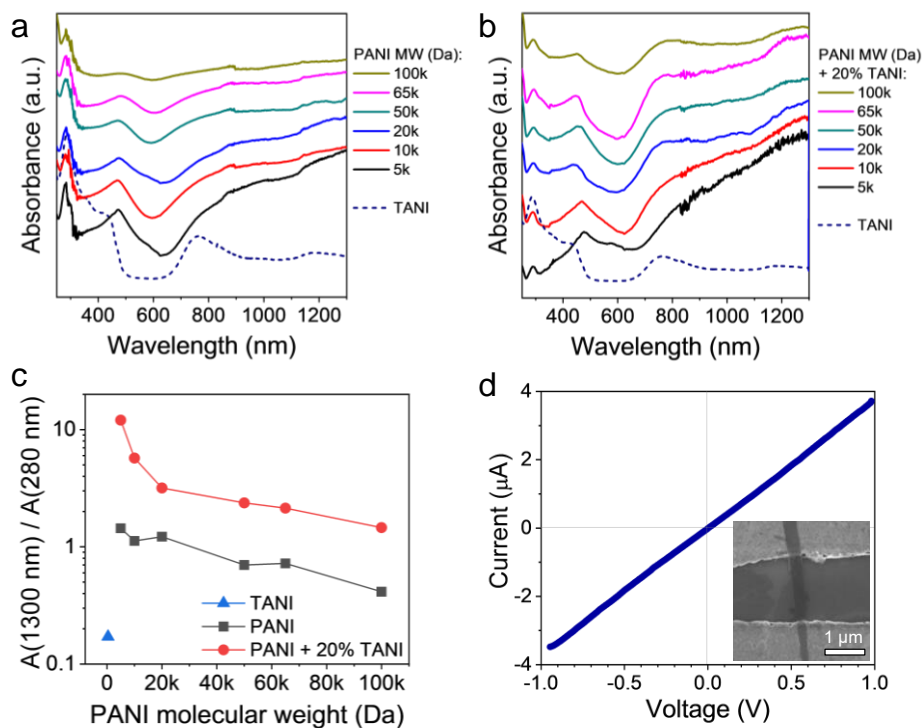 a
Absorbance (a.u.)
400 600 800 1000 1200
Wavelength (nm)
PANI MW (Da):
100k
65k
50k
20k
10k
5k
TANI
b
Absorbance (a.u.)
400 600 800 1000 1200
Wavelength (nm)
PANI MW (Da)
+ 20% TANI:
100k
65k
50k
20k
10k
5k
TANI
c
A(1300 nm) / A(280 nm)
10
1
0.1
TANI
PANI
PANI + 20% TANI
0 20k 40k 60k 80k 100k
PANI molecular weight (Da)
d
Current (µA)
4
2
0
-2
-4
1 µm
-1.0 -0.5 0.0 0.5 1.0
Voltage (V)